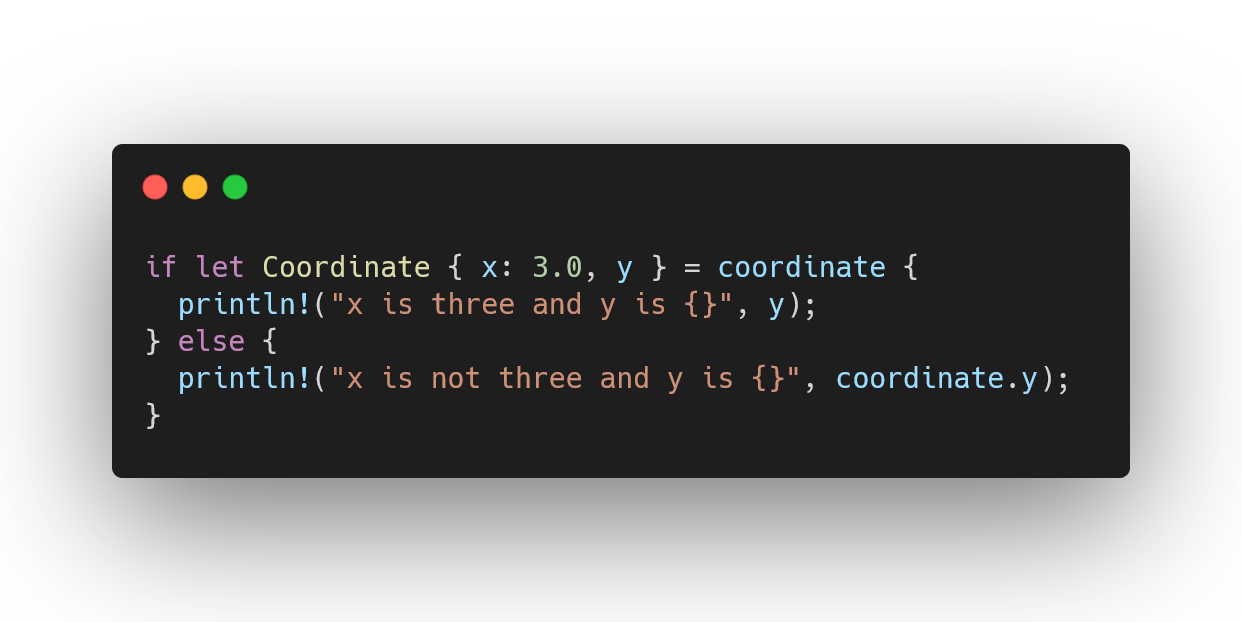 if let Coordinate { x: 3.0, y } = coordinate {
  println!("x is three and y is {}", y);
} else {
  println!("x is not three and y is {}", coordinate.y);
}